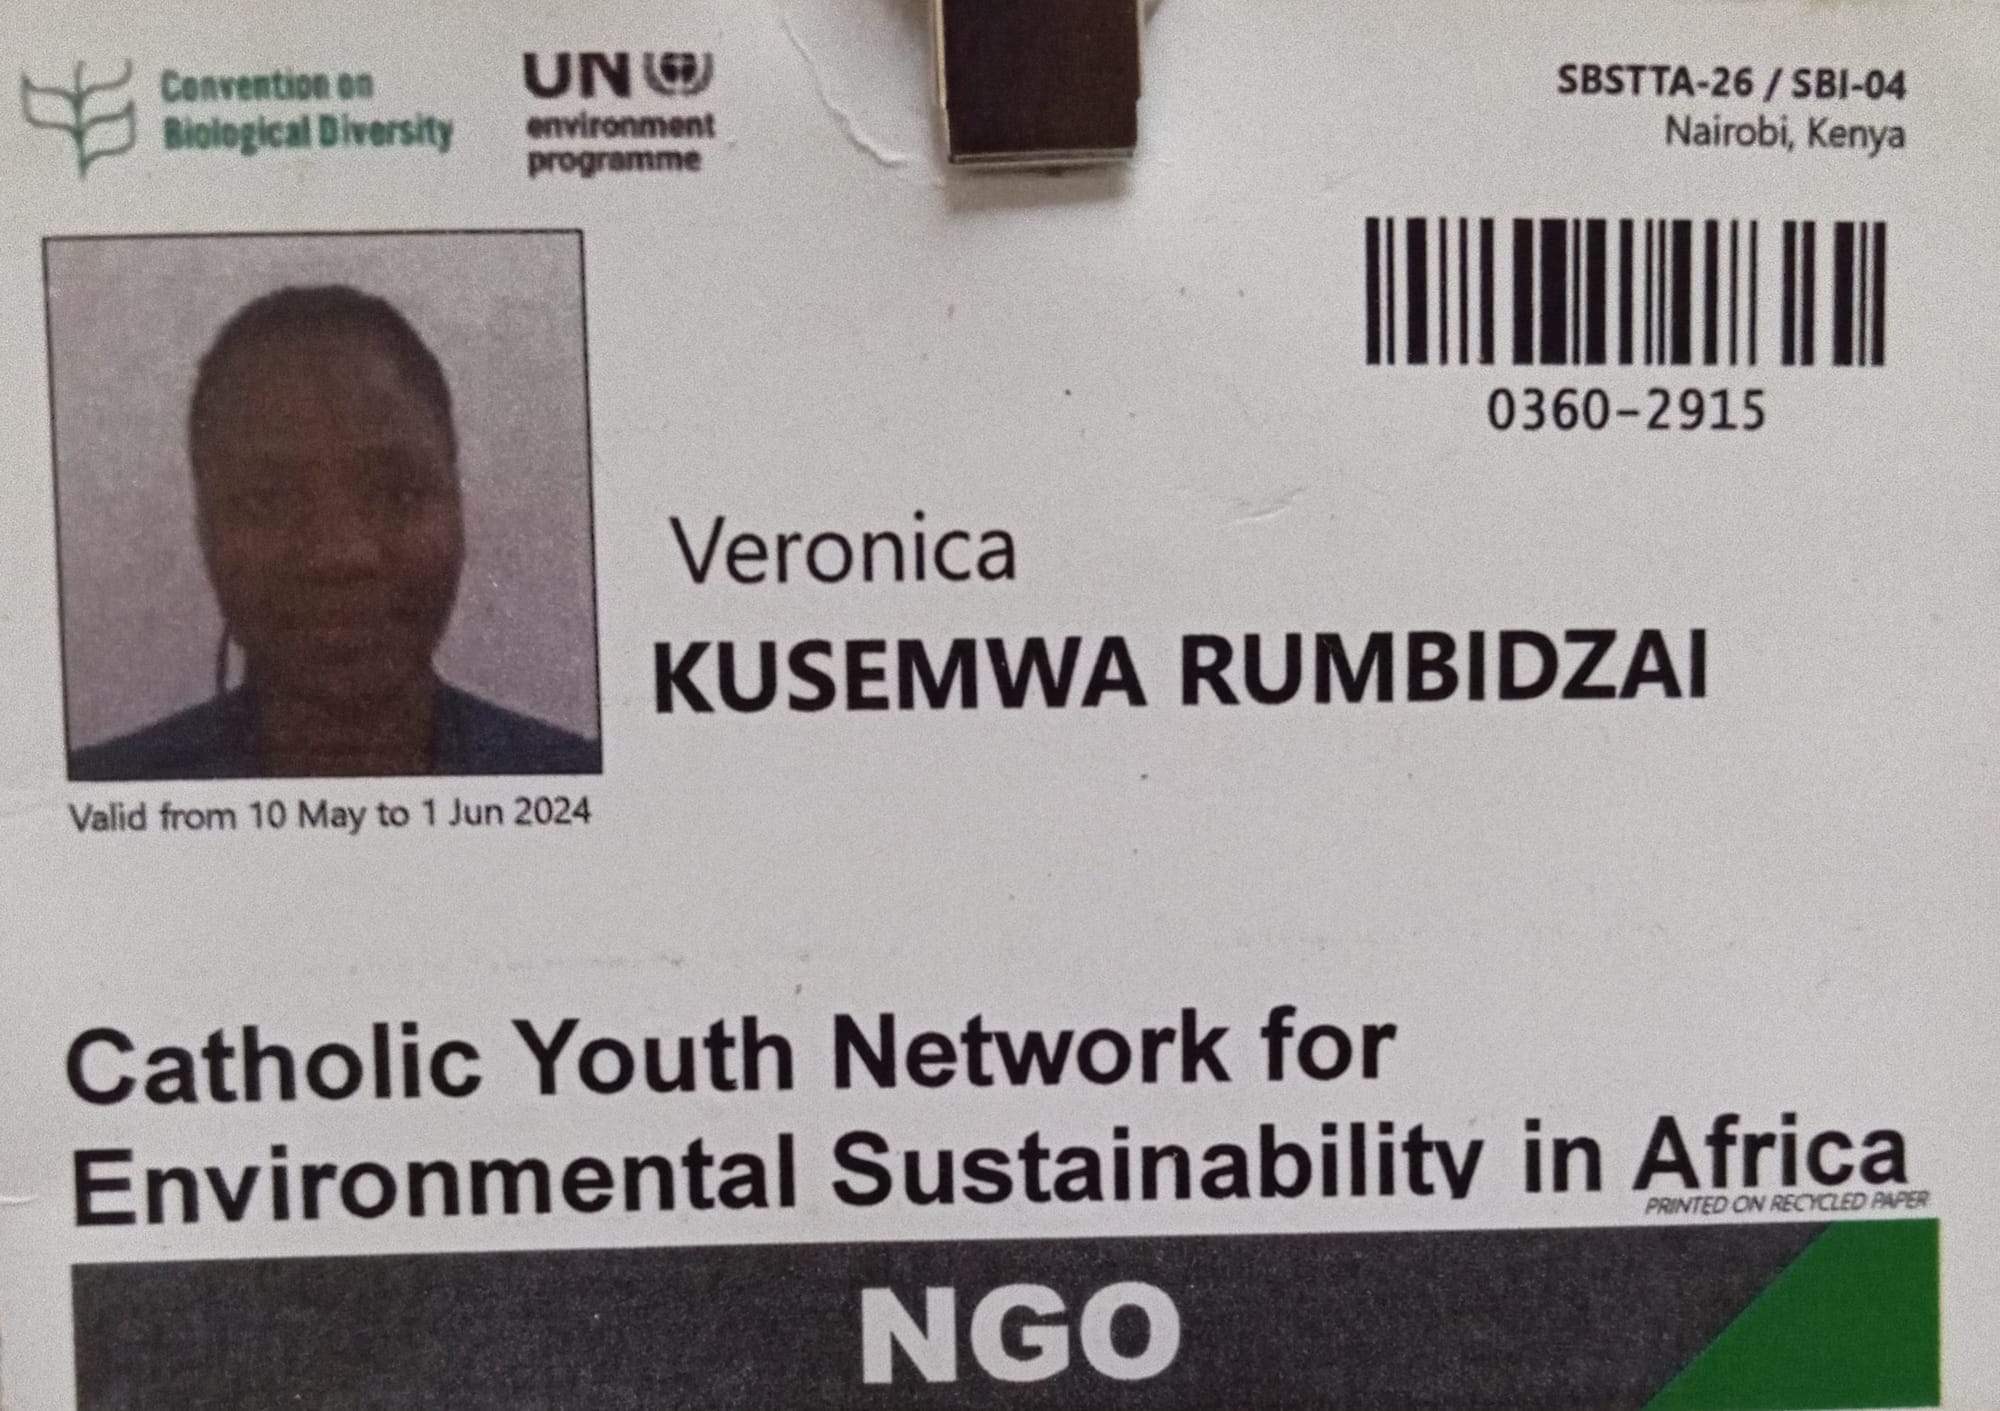 Convention on
Biological Diversity
UN
environment
programme
SBSTTA-26 / SBI-04
Nairobi, Kenya
0360-2915
Veronica
KUSEMWA RUMBIDZAI
Valid from 10 May to 1 Jun 2024
Catholic Youth Network for
Environmental Sustainability in Africa
PRINTED ON RECYCLED PAPER
NGO